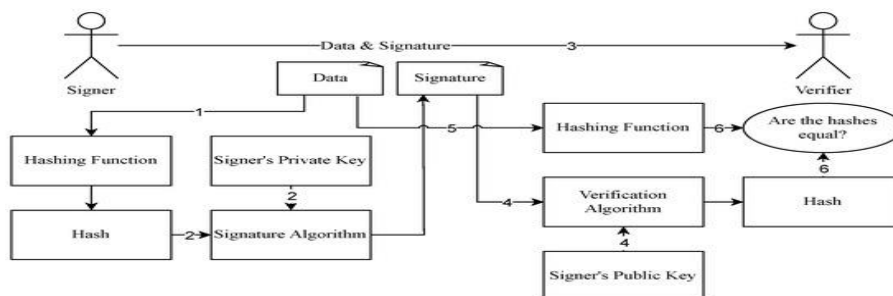 Data & Signature
3
Signer
Data
Signature
Verifier
1
5
Hashing Function
Signer's Private Key
Hashing Function
6
Are the hashes
equal?
2
6
Hash
2
Signature Algorithm
4
Verification
Algorithm
Hash
4
Signer's Public Key